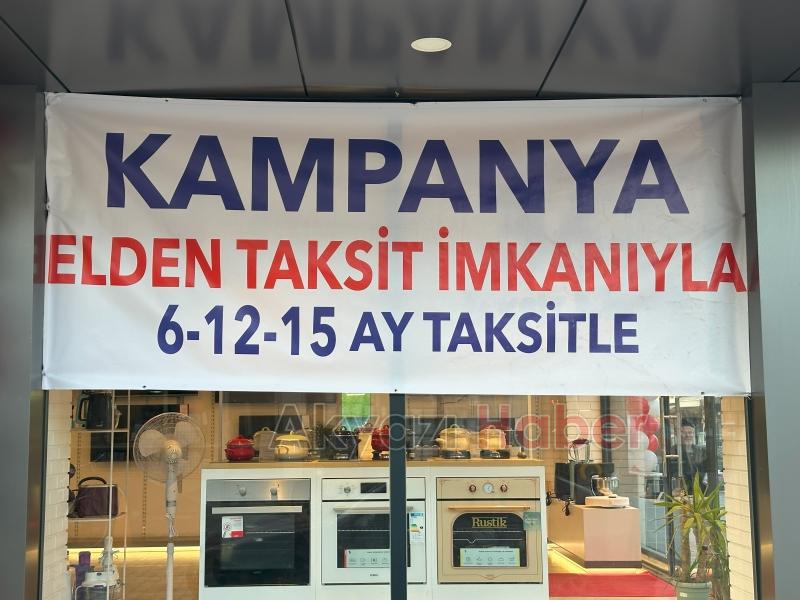 KAMPANYA
ELDEN TAKSİT İMKANIYLA
6-12-15 AY TAKSİTLE
Akyazı Haber
Rustik